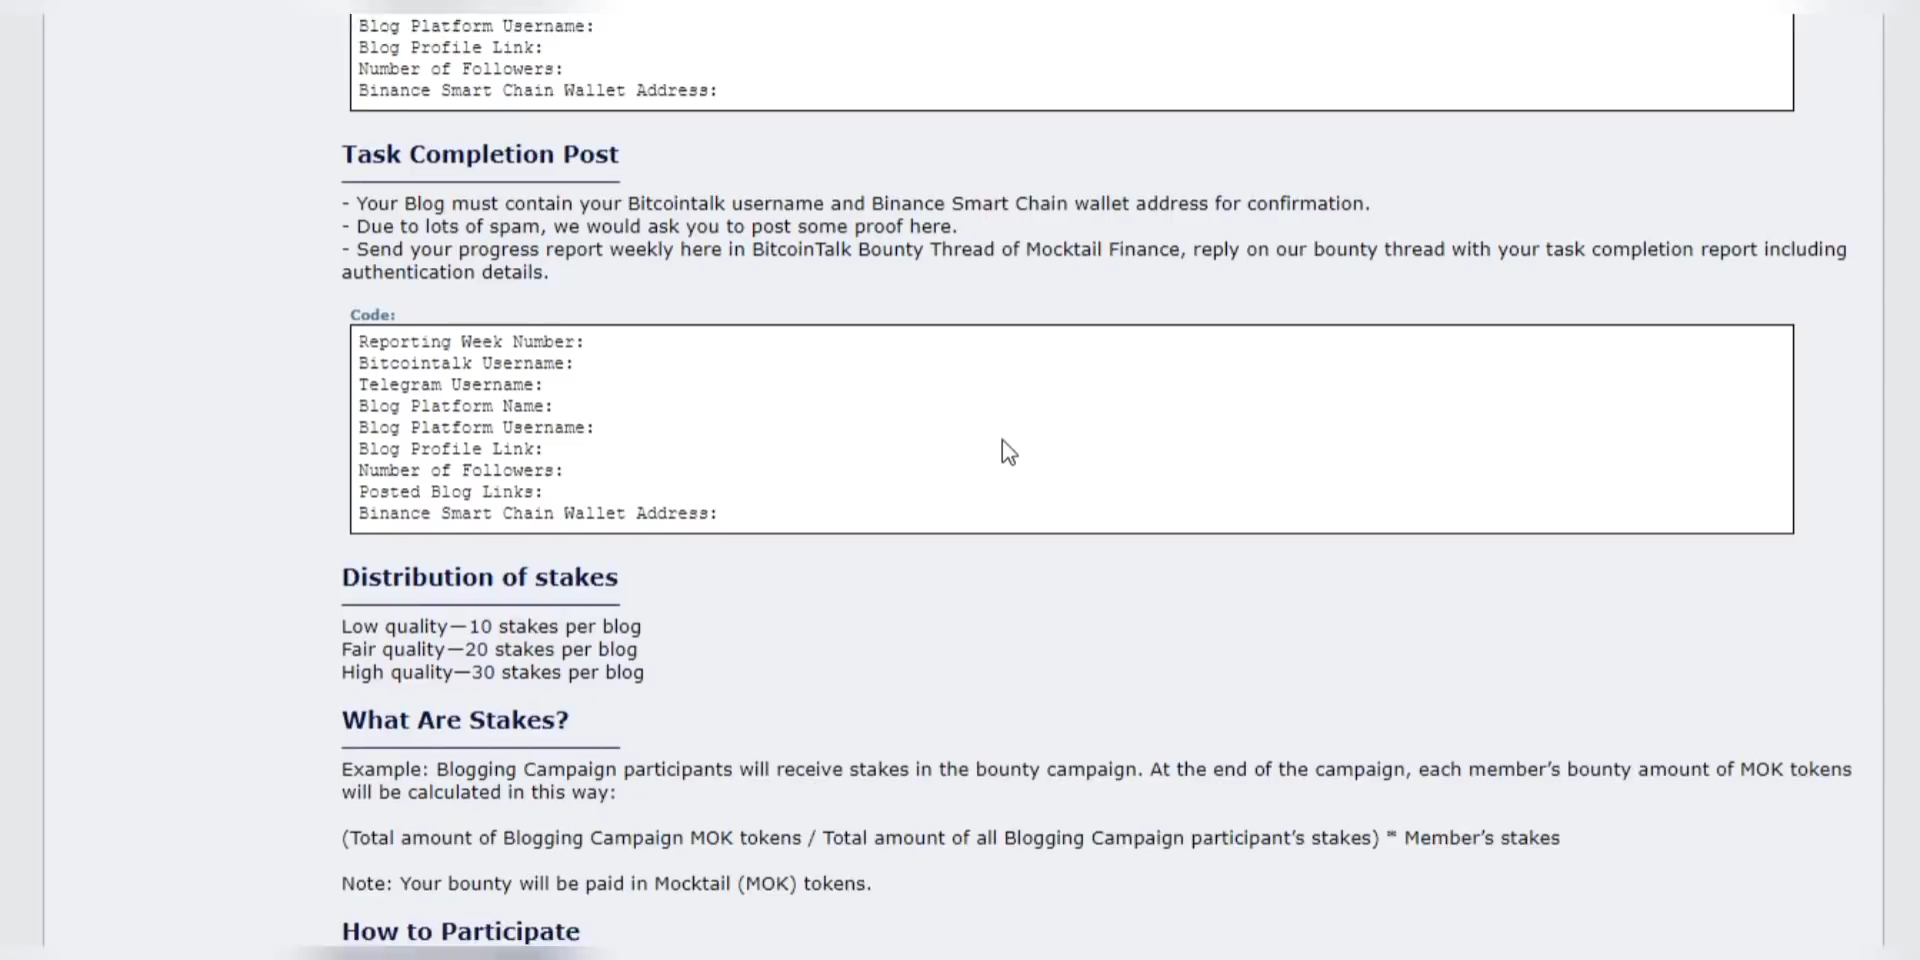 Blog Platform Username:
Blog Profile Link:
Number of Followers:
Binance Smart Chain Wallet Address:
Task Completion Post
- Your Blog must contain your Bitcointalk username and Binance Smart Chain wallet address for confirmation.
- Due to lots of spam, we would ask you to post some proof here.
- Send your progress report weekly here in BitcoinTalk Bounty Thread of Mocktail Finance, reply on our bounty thread with your task completion report including
authentication details.
Code:
Reporting Week Number:
Bitcointalk Username:
Telegram Username:
Blog Platform Name:
Blog Platform Username:
Blog Profile Link:
Number of Followers:
Posted Blog Links:
Binance Smart Chain Wallet Address:
Distribution of stakes
Low quality—10 stakes per blog
Fair quality—20 stakes per blog
High quality—30 stakes per blog
What Are Stakes?
Example: Blogging Campaign participants will receive stakes in the bounty campaign. At the end of the campaign, each member’s bounty amount of MOK tokens
will be calculated in this way:
(Total amount of Blogging Campaign MOK tokens / Total amount of all Blogging Campaign participant’s stakes) * Member’s stakes
Note: Your bounty will be paid in Mocktail (MOK) tokens.
How to Participate